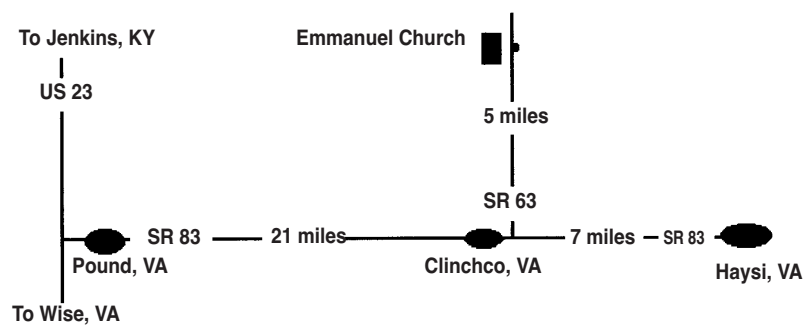 To Jenkins, KY
Emmanuel Church
US 23
5 miles
SR 63
SR 83
21 miles
7 miles
SR 83
Pound, VA
Clinchco, VA
Haysi, VA
To Wise, VA